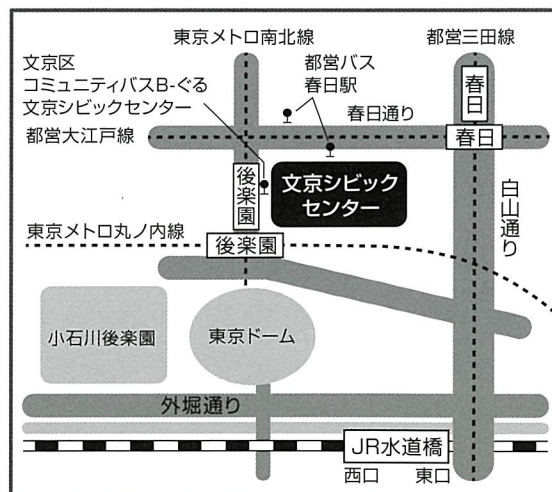 東京メトロ南北線
都営三田線
文京区
コミュニティバスB-ぐる
文京シビックセンター
都営バス
春日駅
春日
春日通り
都営大江戸線
春日
後楽園
文京シビック
センター
白山通り
東京メトロ丸ノ内線
後楽園
小石川後楽園
東京ドーム
外堀通り
JR水道橋
西口
東口